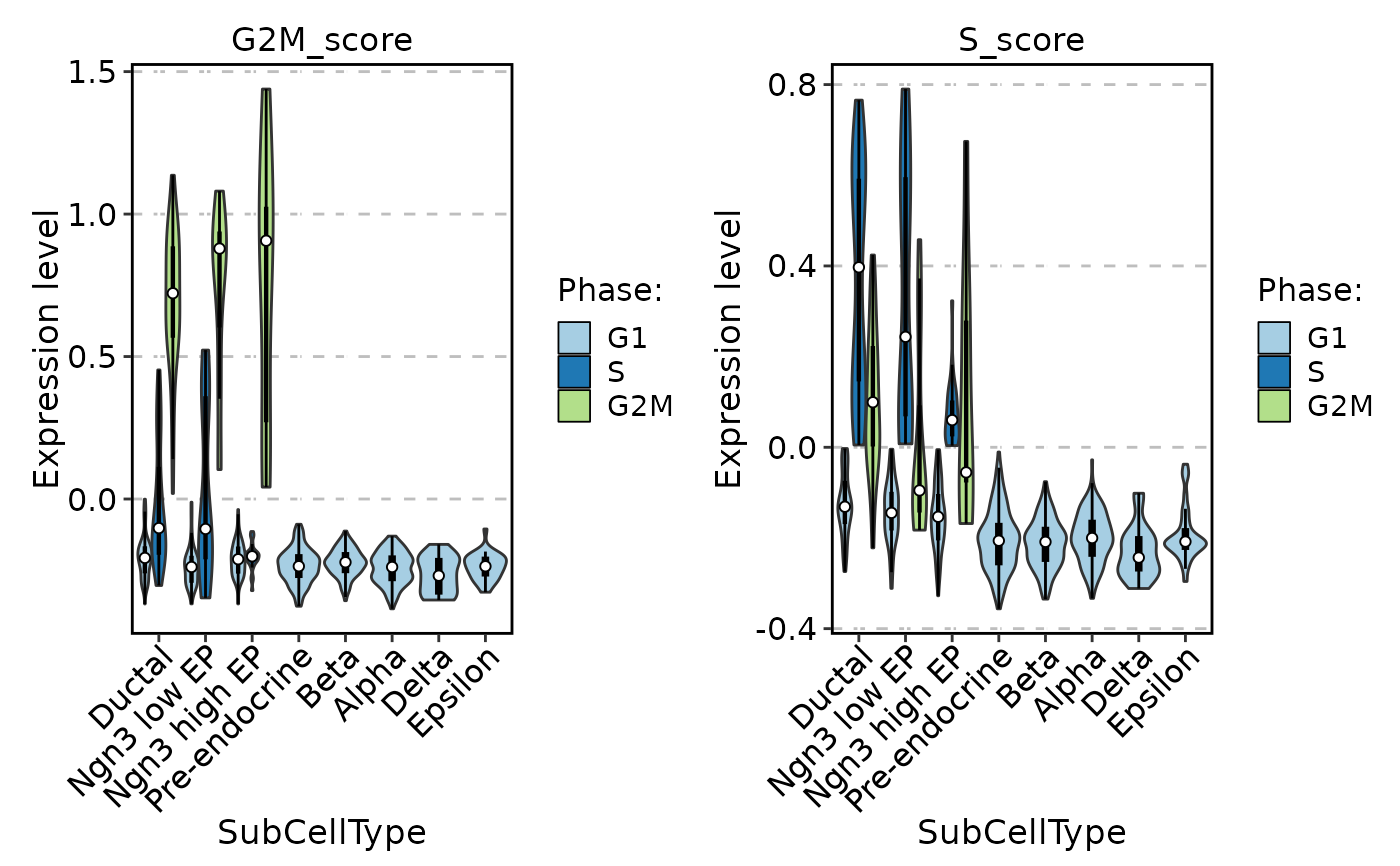 G2M_score
1.5
1.0
0.5
0.0
Expression level
Ductal
Ngn3 low EP
Ngn3 high EP
Pre-endocrine
Beta
Alpha
Delta
Epsilon
SubCellType
Phase:
G1
S
G2M
S_score
0.8
0.4
0.0
-0.4
Expression level
Ductal
Ngn3 low EP
Ngn3 high EP
Pre-endocrine
Beta
Alpha
Delta
Epsilon
SubCellType
Phase:
G1
S
G2M